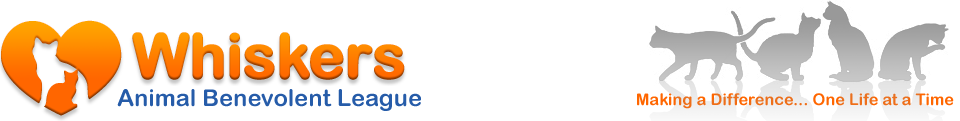 Whiskers
Animal Benevolent League
Making a Difference... One Life at a Time